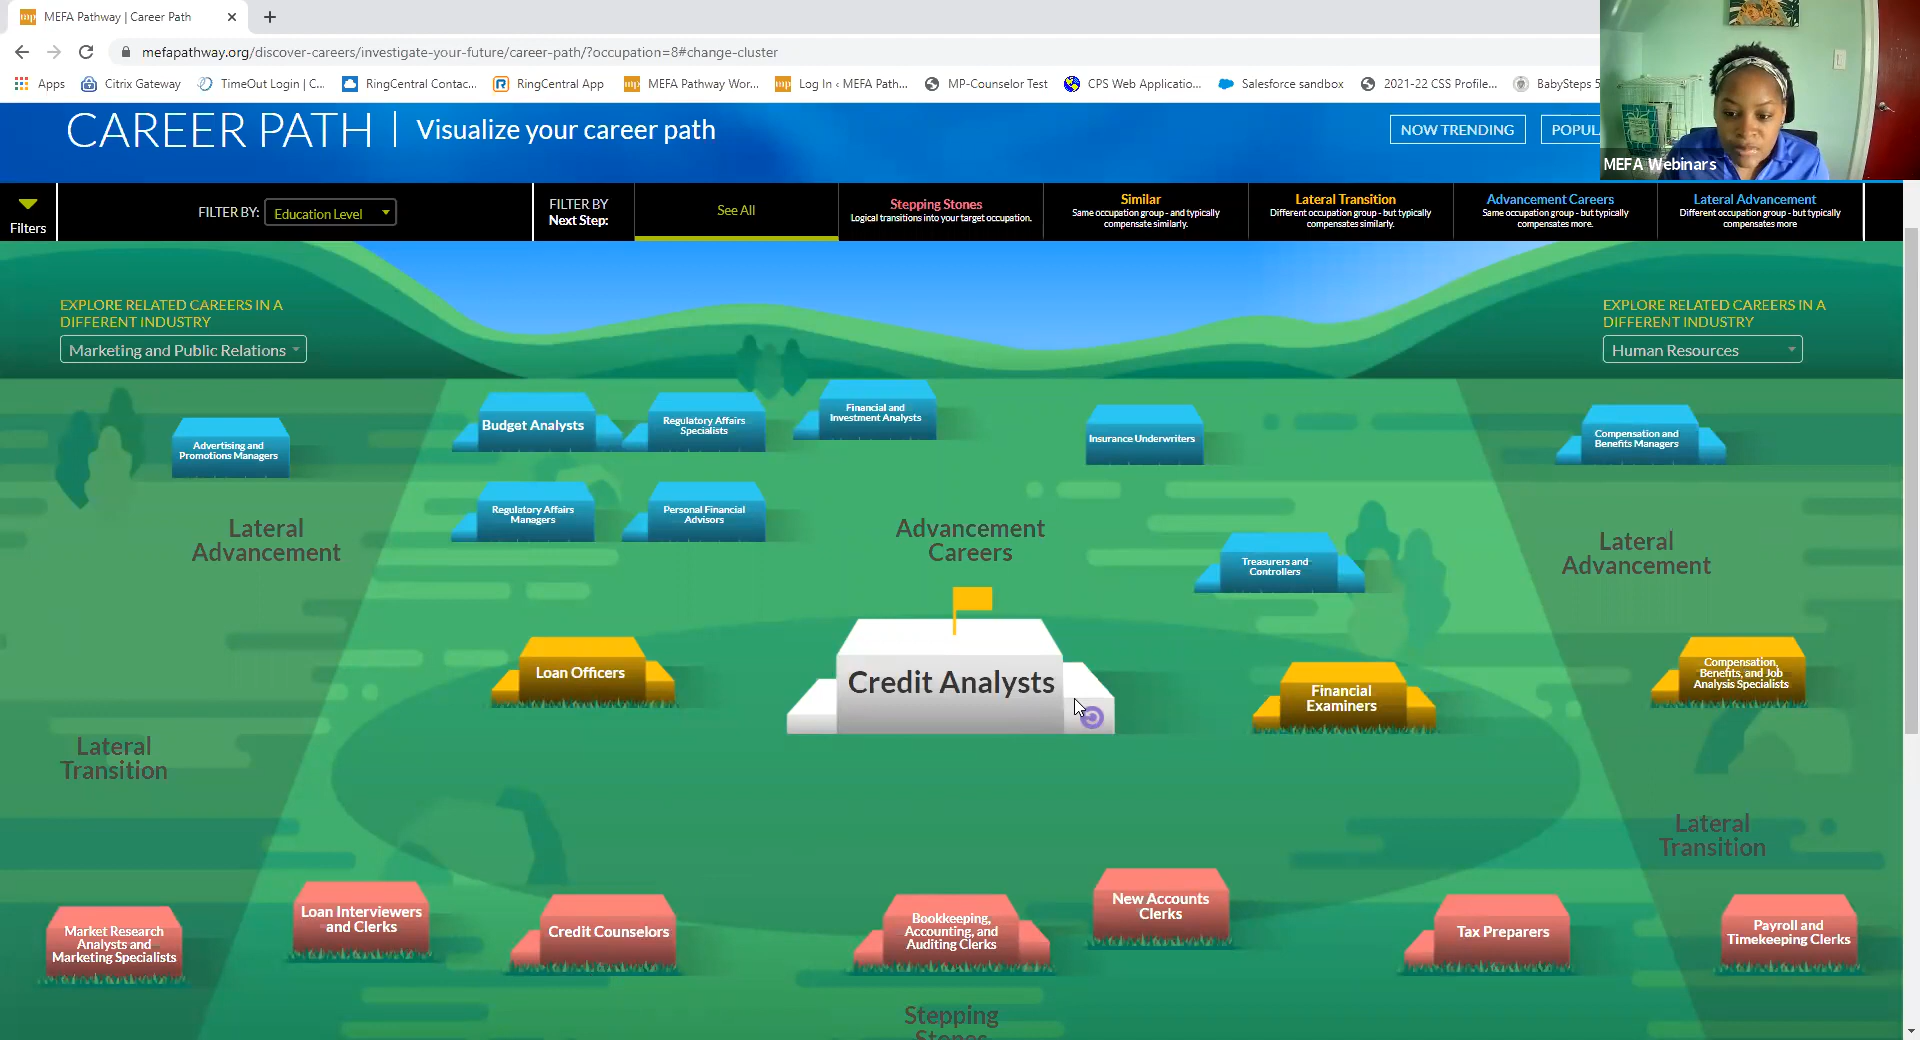 MEFA Pathway | Career Path
mefapathway.org/discover-careers/investigate-your-future/career-path/?occupation=8#change-cluster
Apps
Citrix Gateway
TimeOut Login | C...
RingCentral Contac...
RingCentral App
MEFA Pathway Wor...
Log In ‹ MEFA Path...
MP-Counselor Test
CPS Web Applicatio...
Salesforce sandbox
2021-22 CSS Profile...
BabySteps 5
MEFA Webinars
CAREER PATH | Visualize your career path
NOW TRENDING
Filters
FILTER BY:
Education Level
FILTER BY
Next Step:
See All
Stepping Stones
Logical transitions into your target occupation.
Similar
Same occupation group - and typically
compensate similarly.
Lateral Transition
Different occupation group - but typically
compensates similarly.
Advancement Careers
Same occupation group - but typically
compensates more.
Lateral Advancement
Different occupation group - but typically
compensates more
EXPLORE RELATED CAREERS IN A
DIFFERENT INDUSTRY
Marketing and Public Relations
EXPLORE RELATED CAREERS IN A
DIFFERENT INDUSTRY
Human Resources
Advertising and
Promotions Managers
Budget Analysts
Regulatory Affairs
Specialists
Financial and
Investment Analysts
Insurance Underwriters
Compensation and
Benefits Managers
Regulatory Affairs
Managers
Personal Financial
Advisors
Lateral
Advancement
Advancement
Careers
Treasurers and
Controllers
Lateral
Advancement
Loan Officers
Credit Analysts
Financial
Examiners
Compensation,
Benefits, and Job
Analysis Specialists
Lateral
Transition
Lateral
Transition
Market Research
Analysts and
Marketing Specialists
Loan Interviewers
and Clerks
Credit Counselors
Bookkeeping,
Accounting, and
Auditing Clerks
New Accounts
Clerks
Tax Preparers
Payroll and
Timekeeping Clerks
Stepping
Stones